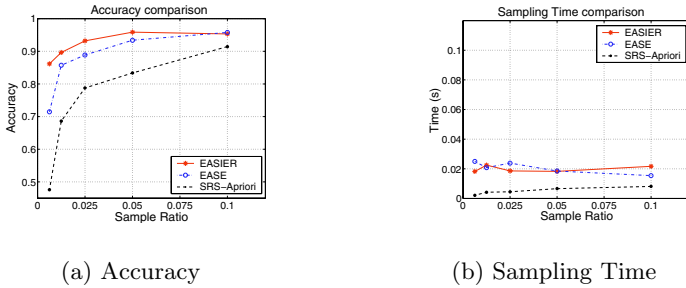 Accuracy comparison
1
0.9
0.8
0.7
0.6
0.5
Accuracy
EASIER
EASE
SRS-Apriori
0 0.025 0.05 0.075 0.1
Sample Ratio
(a) Accuracy
Sampling Time comparison
0.1
0.08
0.06
0.04
0.02
0
Time (s)
EASIER
EASE
SRS-Apriori
0 0.025 0.05 0.075 0.1
Sample Ratio
(b) Sampling Time